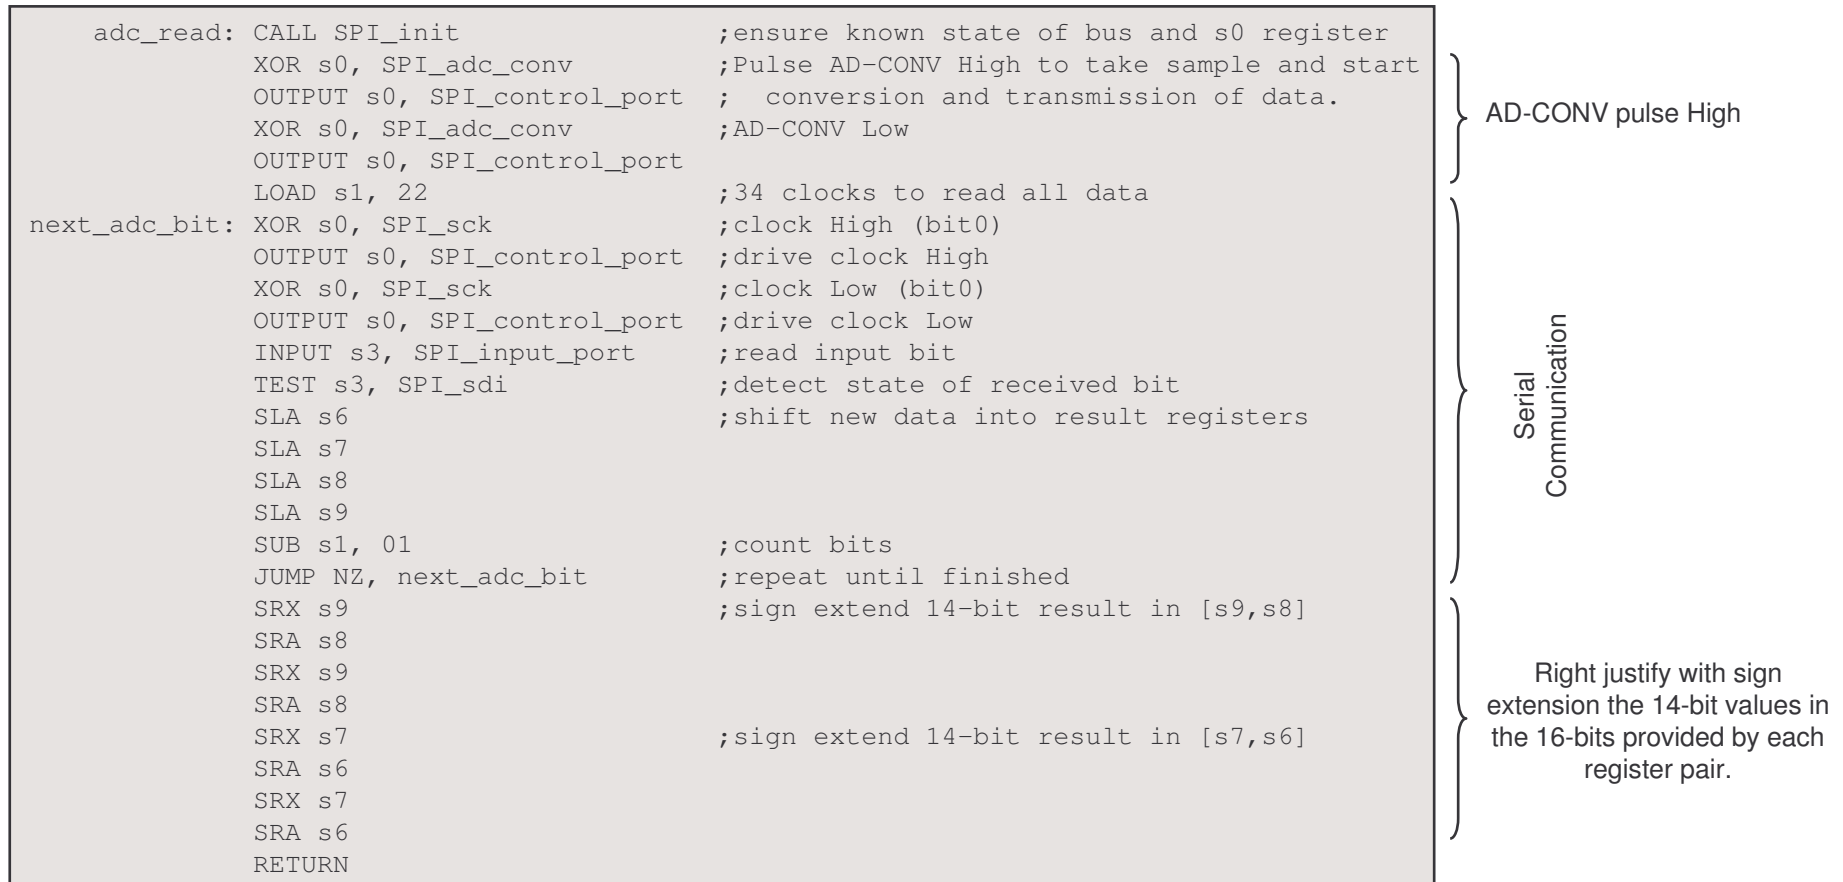 adc_read: CALL SPI_init ;ensure known state of bus and s0 register
XOR s0, SPI_adc_conv ;Pulse AD-CONV High to take sample and start
OUTPUT s0, SPI_control_port ; conversion and transmission of data.
XOR s0, SPI_adc_conv ;AD-CONV Low
OUTPUT s0, SPI_control_port
LOAD s1, 22 ;34 clocks to read all data
next_adc_bit: XOR s0, SPI_sck ;clock High (bit0)
OUTPUT s0, SPI_control_port ;drive clock High
XOR s0, SPI_sck ;clock Low (bit0)
OUTPUT s0, SPI_control_port ;drive clock Low
INPUT s3, SPI_input_port ;read input bit
TEST s3, SPI_sdi ;detect state of received bit
SLA s6 ;shift new data into result registers
SLA s7
SLA s8
SLA s9
SUB s1, 01 ;count bits
JUMP NZ, next_adc_bit ;repeat until finished
SRX s9 ;sign extend 14-bit result in [s9,s8]
SRA s8
SRX s9
SRA s8
SRX s7 ;sign extend 14-bit result in [s7,s6]
SRA s6
SRX s7
SRA s6
RETURN
AD-CONV pulse High
Serial
Communication
Right justify with sign
extension the 14-bit values in
the 16-bits provided by each
register pair.